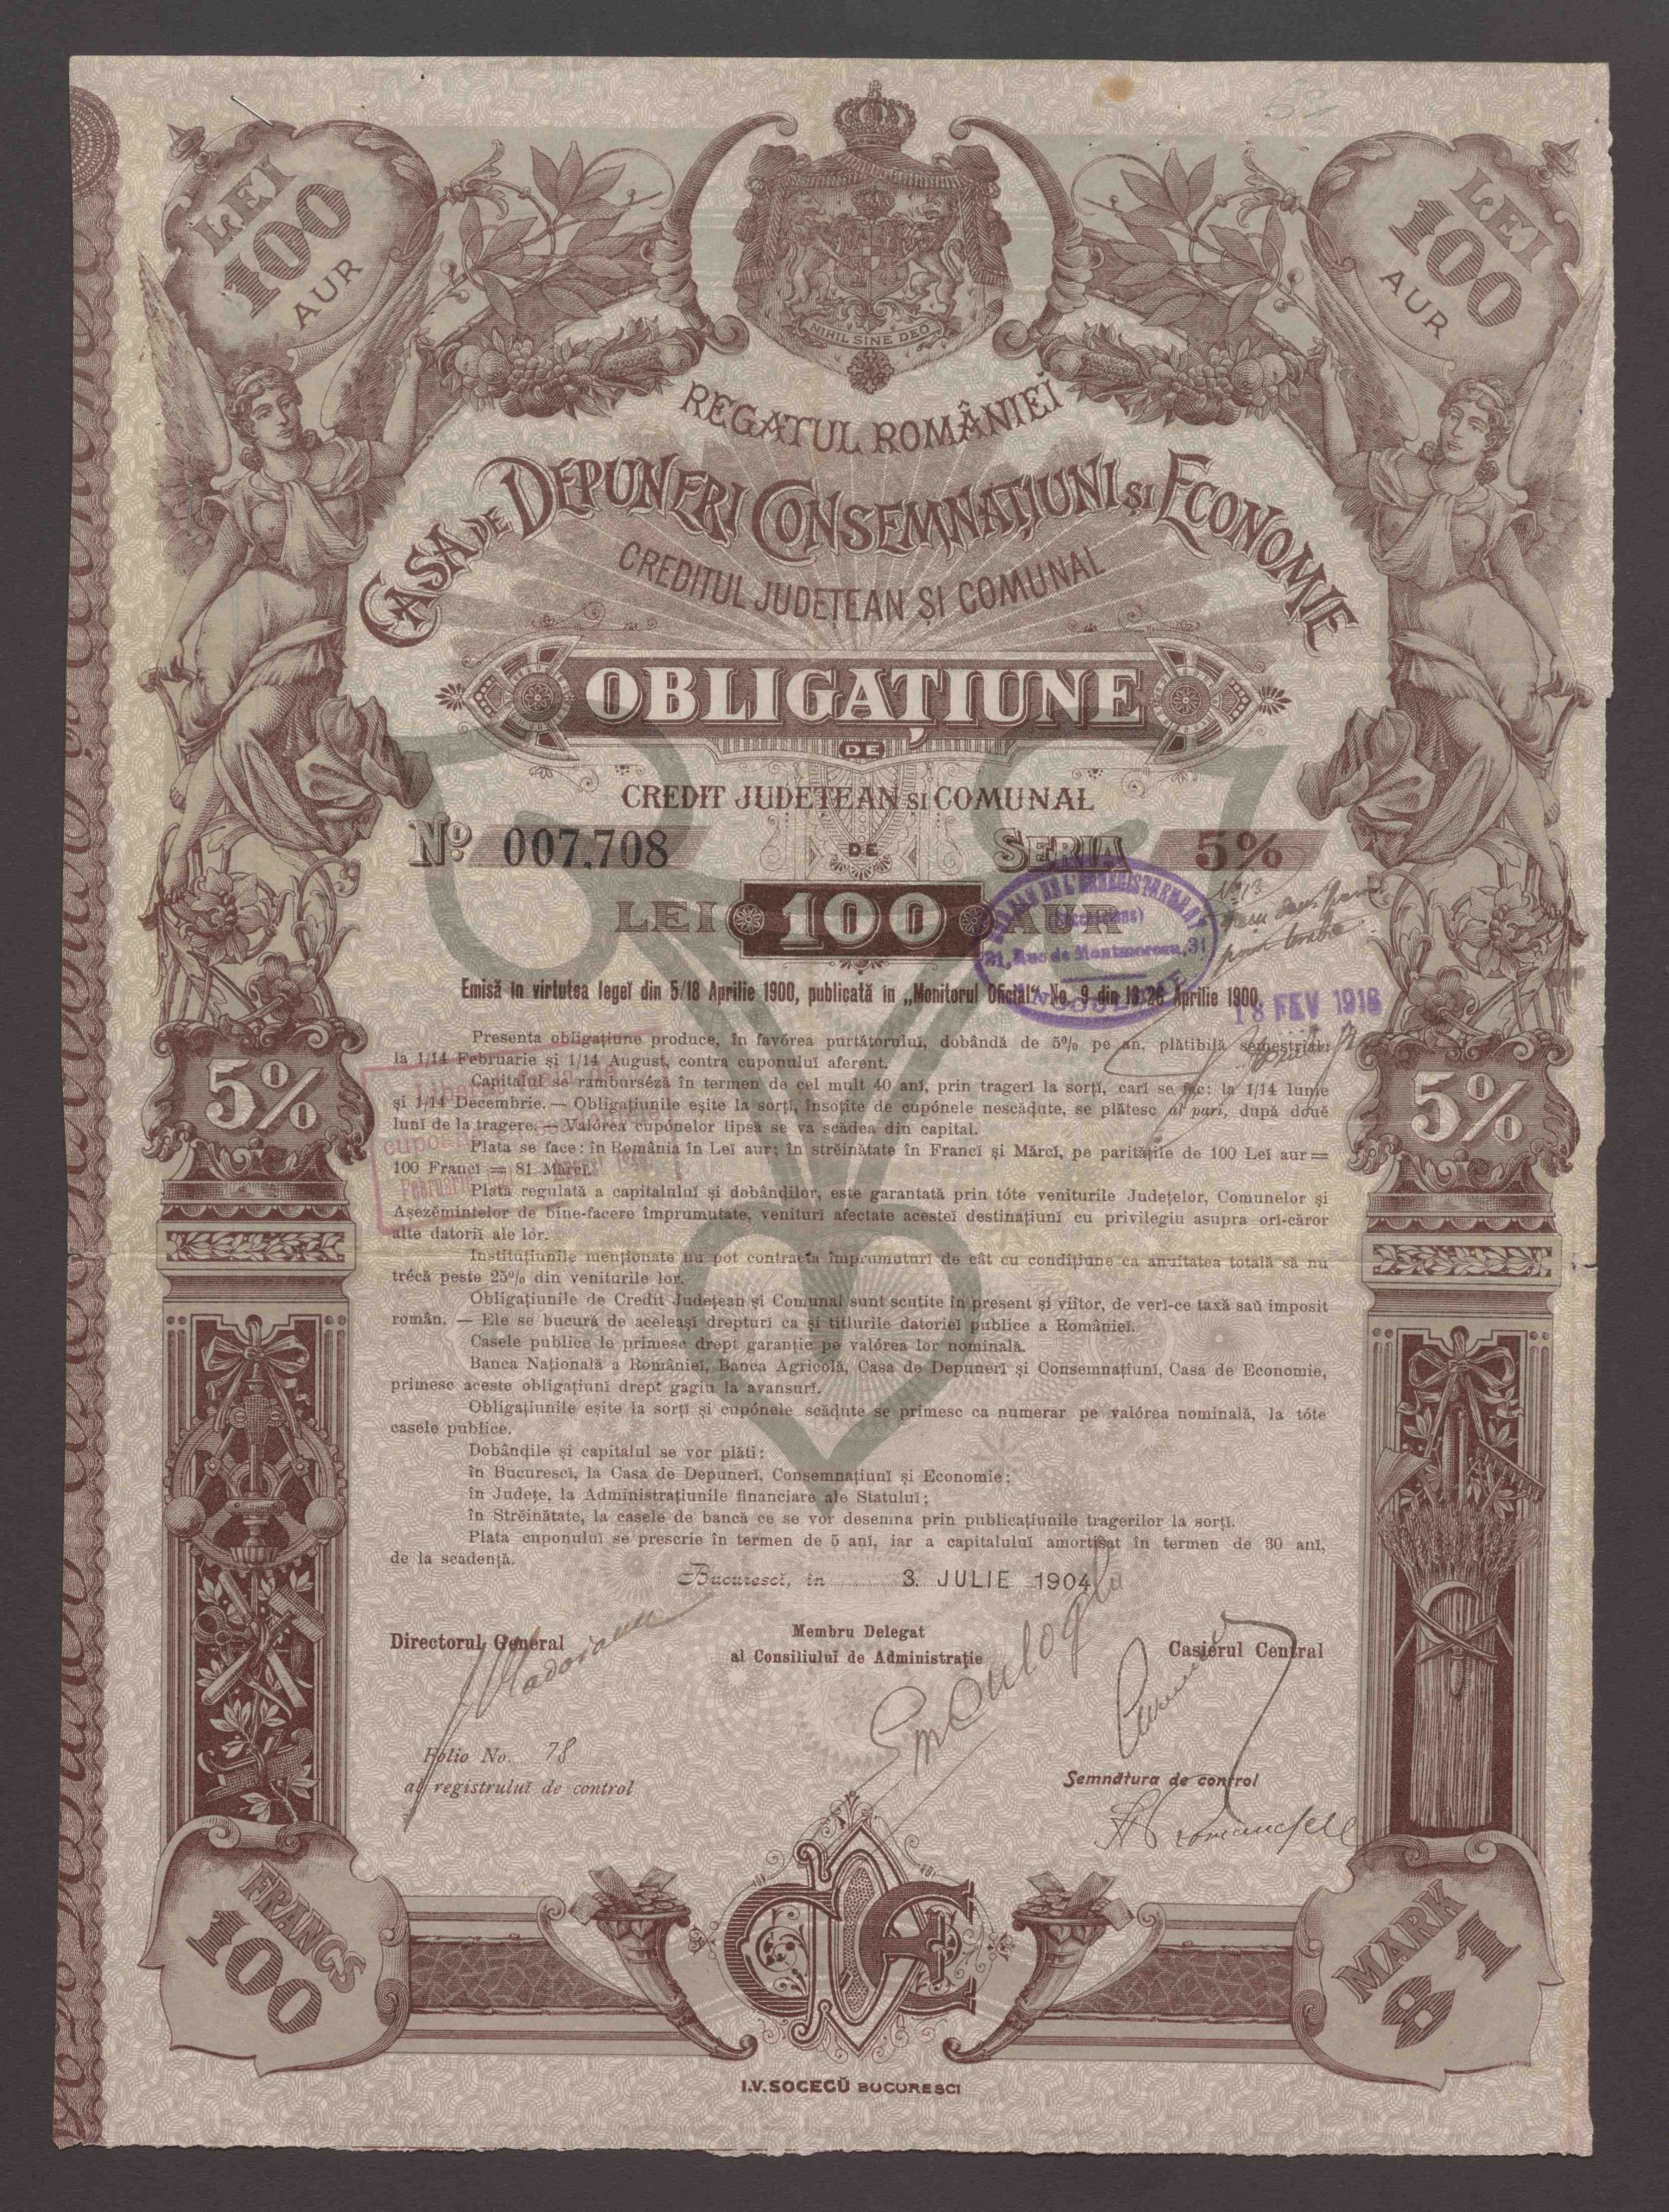 LEI
100
AUR
LEI
100
AUR
NIHIL SINE DEO
REGATUL ROMÂNIEĬ
CASA DE DEPUNERI CONSEMNAȚIUNI ȘI ECONOMIE
CREDITUL JUDEȚEAN ȘI COMUNAL
OBLIGAȚIUNE
DE
CREDIT JUDEȚEAN ȘI COMUNAL
Nº 007,708 DE SERIA 5%
LEI 100 AUR
31, Rue de Montmoreau, 31
Emisă în virtutea legeĭ din 5/18 Aprilie 1900, publicată în „Monitorul Oficial" No. 9 din 13/26 Aprilie 1900.
18 FEV 1918
Presenta obligațiune produce, în favórea purtătoruluĭ, dobândă de 5% pe an, plătibilă semestrial:
la 1/14 Februarie și 1/14 August, contra cuponuluĭ aferent.
Capitalul se rambursézā în termen de cel mult 40 anĭ, prin tragerĭ la sorțĭ, carĭ se fac: la 1/14 Iunie
și 1/14 Decembrie. — Obligațiunile eșite la sorțĭ, însoțite de cupónele nescăḑute, se plătesc al pari, după doué
lunĭ de la tragere. — Valórea cupónelor lipsă se va scădea din capital.
Plata se face: în România în Leĭ aur; în străinătate în Francĭ și Mărcĭ, pe paritățile de 100 Leĭ aur =
100 Francĭ = 81 Mărcĭ.
Plata regulată a capitaluluĭ și dobânḑilor, este garantată prin tóte veniturile Județelor, Comunelor și
Așezĕmintelor de bine-facere împrumutate, veniturĭ afectate acesteĭ destinațiunĭ cu privilegiu asupra orĭ-căror
alte datoriĭ ale lor.
Instituțiunile menționate nu pot contracta împrumuturĭ de cât cu condițiune ca anuitatea totală să nu
trécă peste 25% din veniturile lor.
Obligațiunile de Credit Județean și Comunal sunt scutite în present și viitor, de verĭ-ce taxă saŭ imposit
român. — Ele se bucură de aceleașĭ drepturĭ ca și titlurile datorieĭ publice a Românieĭ.
Casele publice le primesc drept garanție pe valórea lor nominală.
Banca Națională a Românieĭ, Banca Agricolă, Casa de Depunerĭ și Consemnațiunĭ, Casa de Economie,
primesc aceste obligațiunĭ drept gagiu la avansurĭ.
Obligațiunile eșite la sorțĭ și cupónele scăḑute se primesc ca numerar pe valórea nominală, la tóte
casele publice.
Dobânḑile și capitalul se vor plăti:
în Bucurescĭ, la Casa de Depunerĭ, Consemnațiunĭ și Economie;
în Județe, la Administrațiunile financiare ale Statuluĭ;
în Strĕinătate, la casele de bancă ce se vor desemna prin publicațiunile tragerilor la sorțĭ.
Plata cuponuluĭ se prescrie în termen de 5 anĭ, iar a capitaluluĭ amortisat în termen de 30 anĭ,
de la scadență.
Bucurescĭ, în 3. JULIE 1904
Directorul General
Membru Delegat
al Consiliuluĭ de Administrație
Casierul Central
Folio No. 78
al registruluĭ de control
Semnătura de control
5%
5%
FRANCS
100
MARK
81
I.V. SOCECŬ BUCURESCI